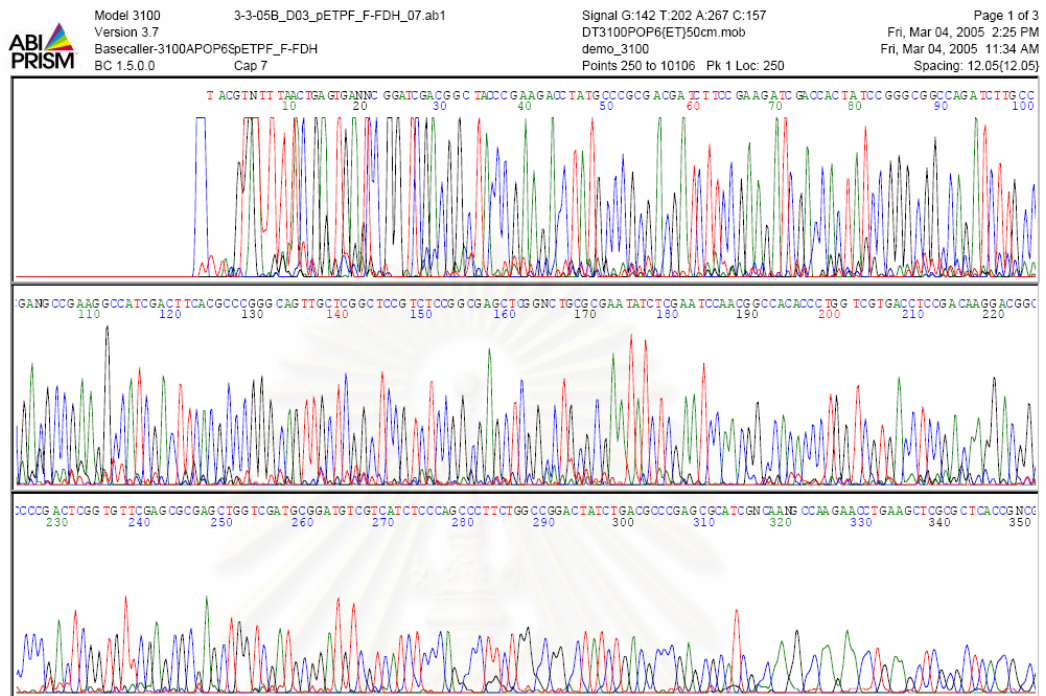 ABI
PRISM
Model 3100
Version 3.7
Basecaller-3100APOP6SpETPF_F-FDH
BC 1.5.0.0
3-3-05B_D03_pETPF_F-FDH_07.ab1
Cap 7
Signal G:142 T:202 A:267 C:157
DT3100POP6{ET}50cm.mob
demo_3100
Points 250 to 10106 Pk 1 Loc: 250
Page 1 of 3
Fri, Mar 04, 2005 2:25 PM
Fri, Mar 04, 2005 11:34 AM
Spacing: 12.05{12.05}
T ACGTNTT TAACTGAGTGANNC GGATCGACGGC TACCCGAAGACCTATGCCCGCGACGATCTTCCGAAGATCGACCACTATCCGGGCGGCCAGATCTTGCC
10 20 30 40 50 60 70 80 90 100
GANGCCGAAGGCCATCGACTTCACGCCCGGGCAGTTGCTCGGCTCCGTCTCCGGCGAGCTCGGNCTGCGCGAATATCTCGAATCCAACGGCCACACCCTGGTCGTGACCTCCGACAAGGACGGC
110 120 130 140 150 160 170 180 190 200 210 220
CCCCGACTCGGTGTTCGAGCGCGAGCTGGTCGATGCGGATGTCGTCATCTCCCAGCCCTTCTGGCCGGACTATCTGACGCCCGAGCGCATCGNCAANGCCAAGAACCTGAAGCTCGCGCTCACCGNCG
230 240 250 260 270 280 290 300 310 320 330 340 350